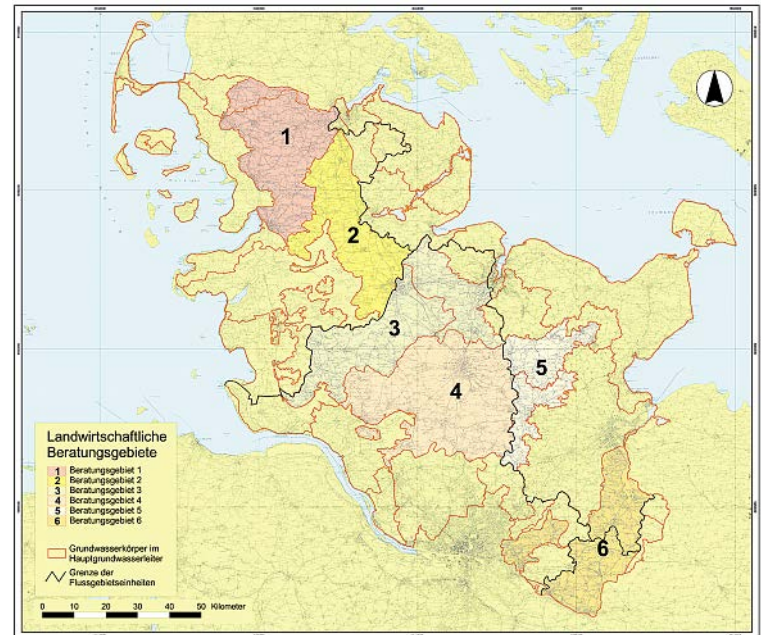 1
2
3
4
5
6
Landwirtschaftliche
Beratungsgebiete
1 Beratungsgebiet 1
2 Beratungsgebiet 2
3 Beratungsgebiet 3
4 Beratungsgebiet 4
5 Beratungsgebiet 5
6 Beratungsgebiet 6
Grundwasserkörper im
Hauptgrundwasserleiter
Grenze der
Flussgebietseinheiten
0 10 20 30 40 50 Kilometer